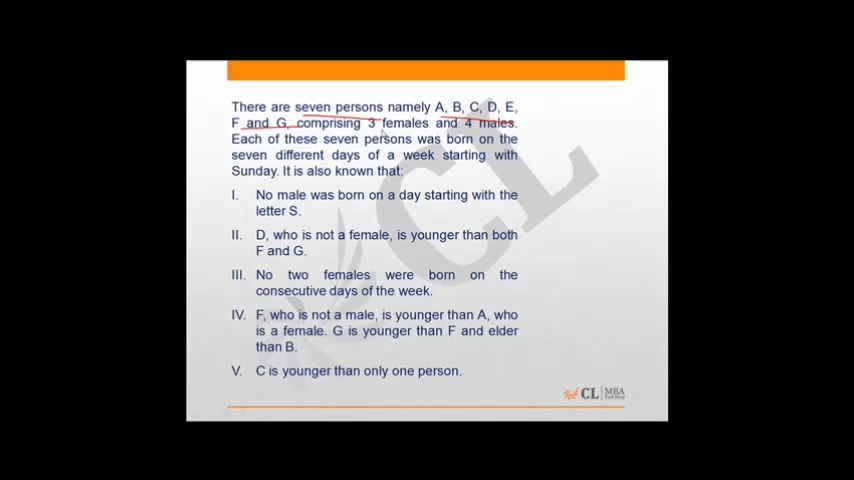 There are seven persons namely A, B, C, D, E,
F and G, comprising 3 females and 4 males.
Each of these seven persons was born on the
seven different days of a week starting with
Sunday. It is also known that:
I. No male was born on a day starting with the
letter S.
II. D, who is not a female, is younger than both
F and G.
III. No two females were born on the
consecutive days of the week.
IV. F, who is not a male, is younger than A, who
is a female. G is younger than F and elder
than B.
V. C is younger than only one person.
CL
CL MBA
Test Prep